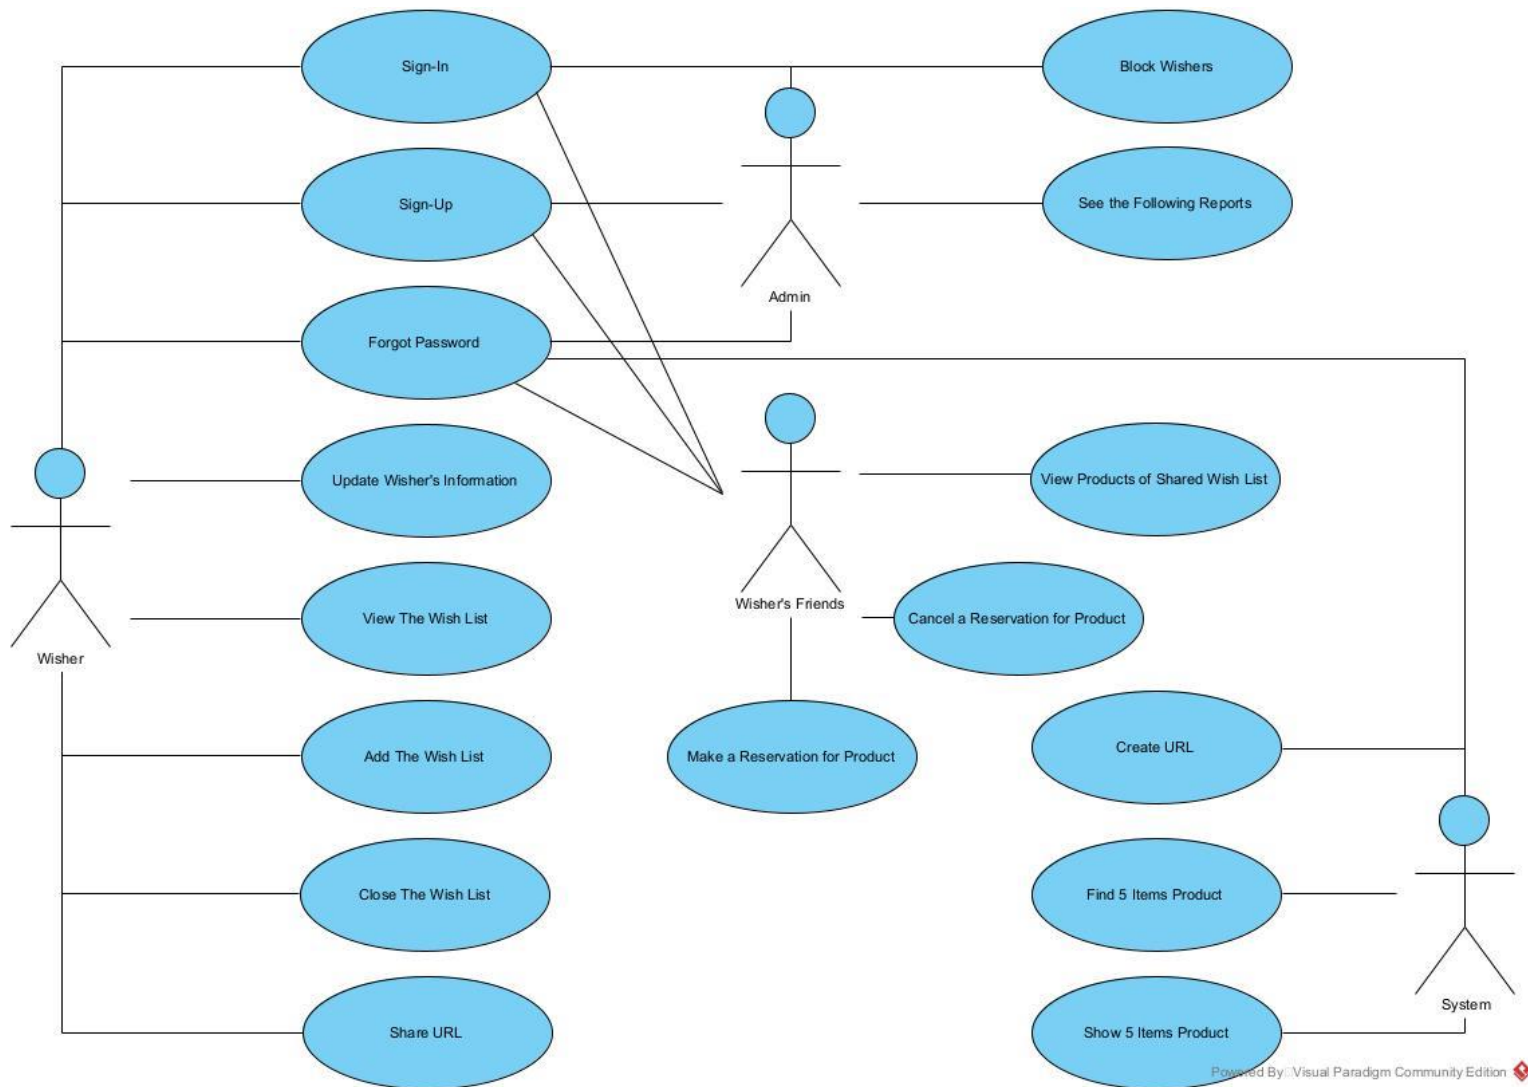 Sign-In
Block Wishers
Sign-Up
See the Following Reports
Admin
Forgot Password
Update Wisher's Information
View Products of Shared Wish List
Wisher's Friends
View The Wish List
Cancel a Reservation for Product
Wisher
Add The Wish List
Make a Reservation for Product
Create URL
Close The Wish List
Find 5 Items Product
System
Share URL
Show 5 Items Product
Powered By Visual Paradigm Community Edition